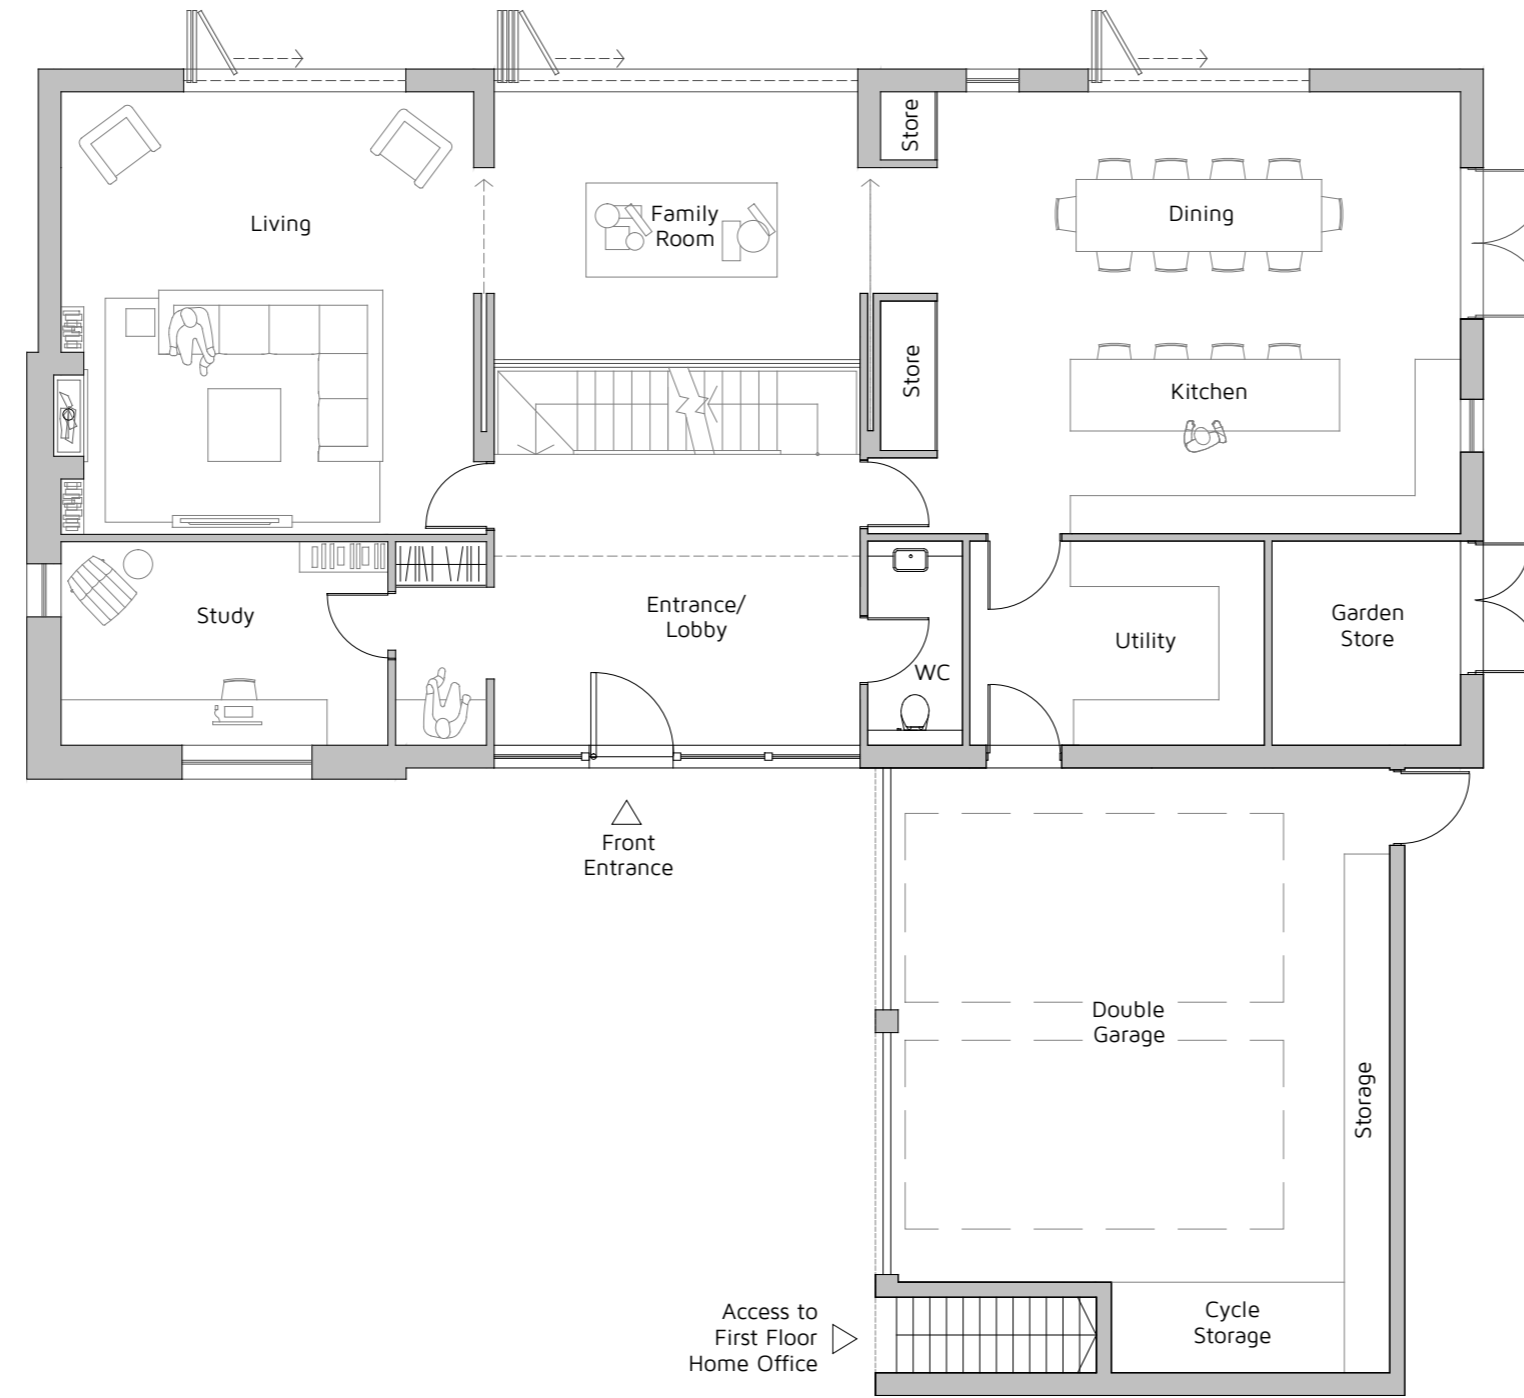 Store
Living
Family
Room
Dining
Store
Kitchen
Study
Entrance/
Lobby
WC
Utility
Garden
Store
Front
Entrance
Double
Garage
Storage
Access to
First Floor
Home Office
Cycle
Storage